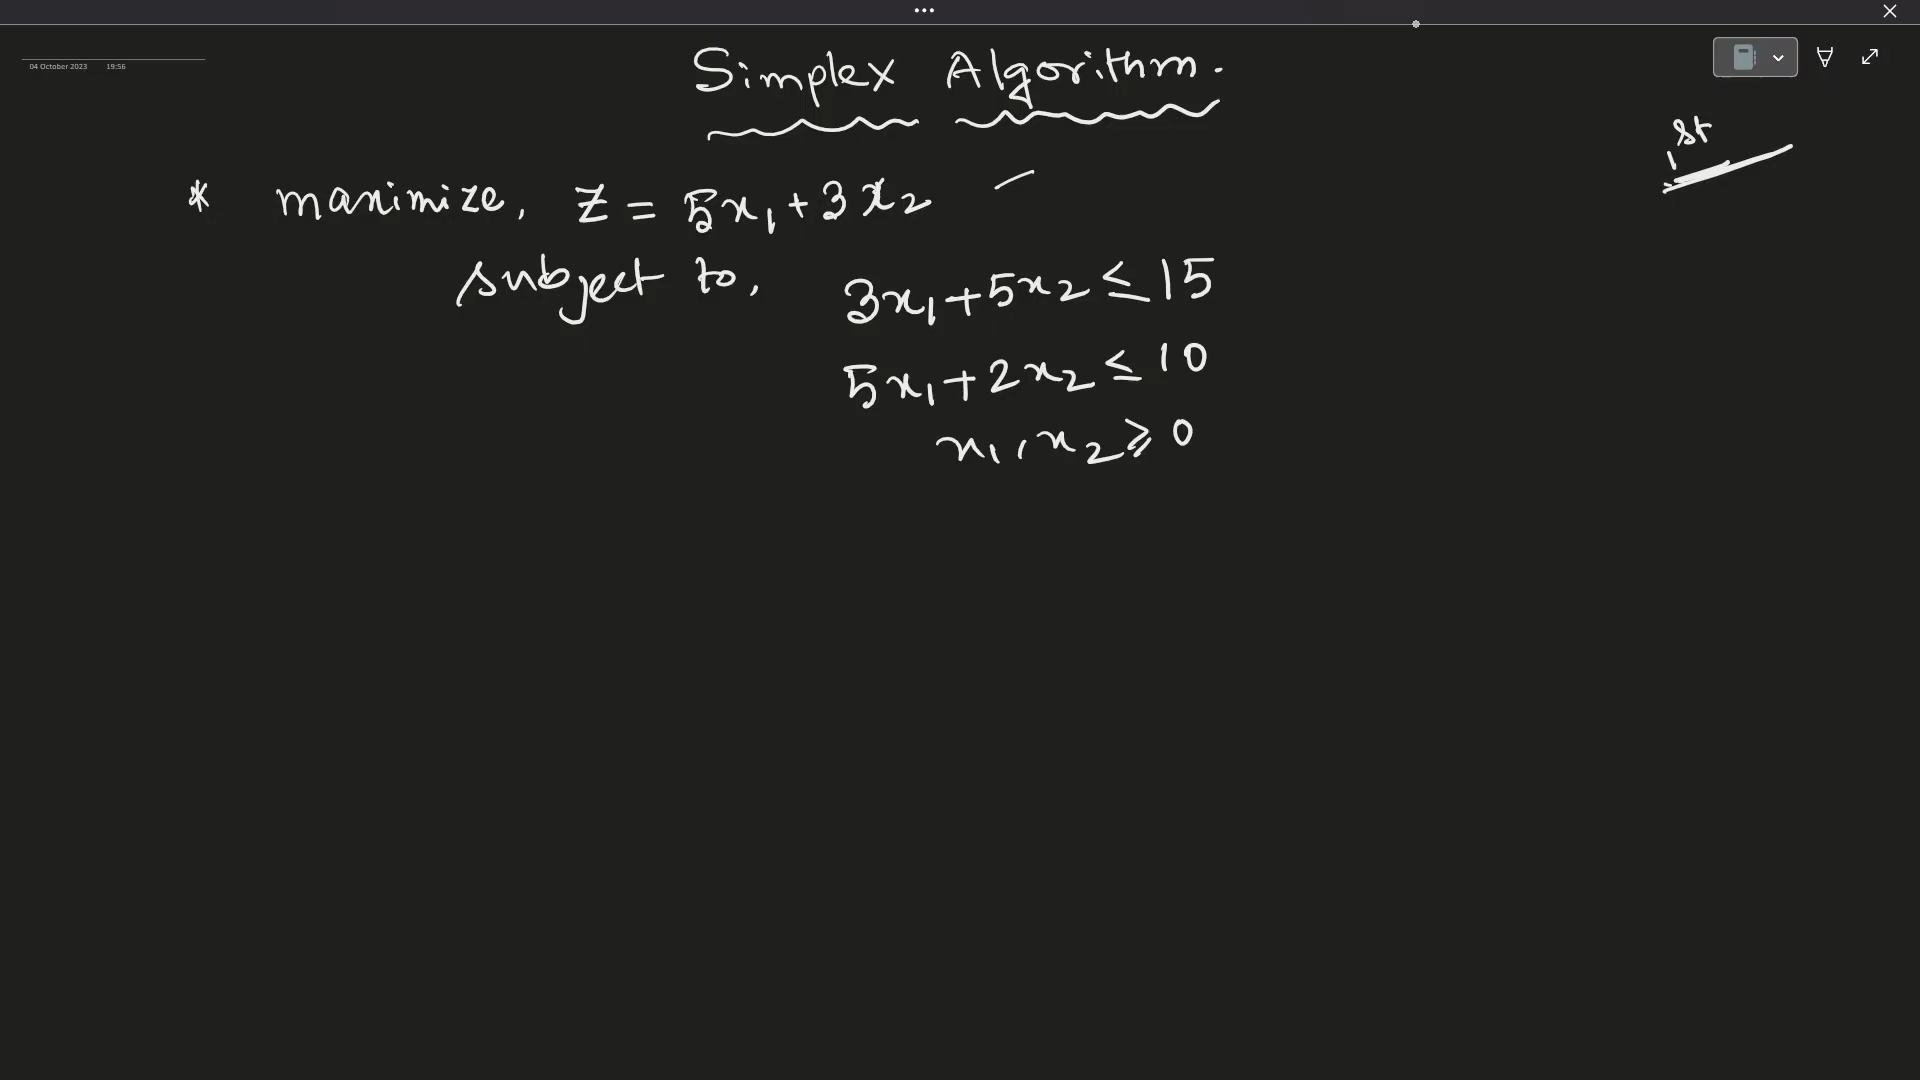 04 October 2023 19:56
Simplex Algorithm.
1st
* maximize, Z = 5x₁ + 3x₂
subject to, 3x₁ + 5x₂ ≤ 15
5x₁ + 2x₂ ≤ 10
x₁, x₂ ≥ 0